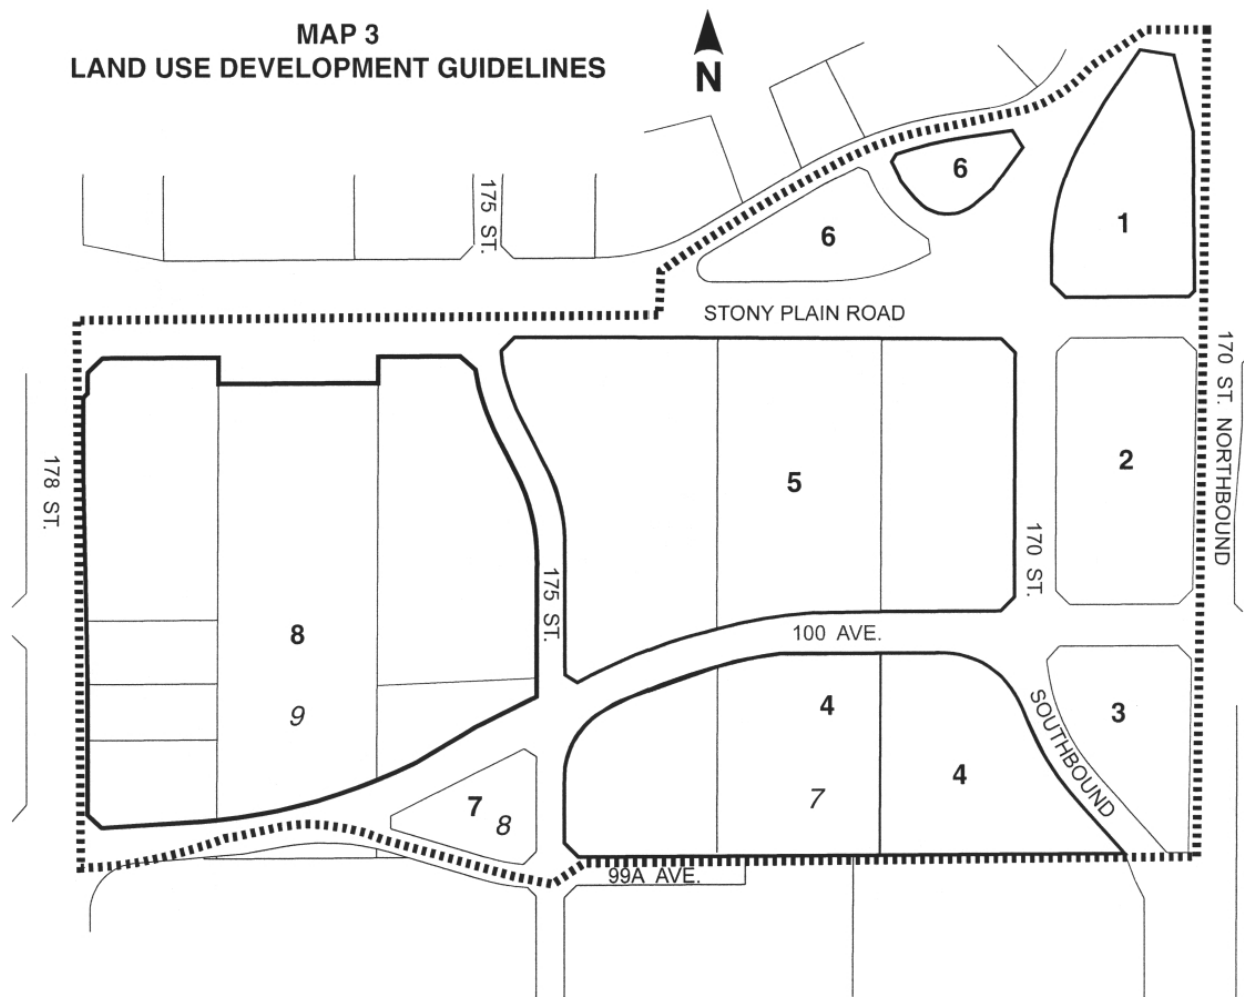 MAP 3
LAND USE DEVELOPMENT GUIDELINES
N
175 ST.
6
6
1
STONY PLAIN ROAD
170 ST. NORTHBOUND
178 ST.
5
2
170 ST.
175 ST.
8
100 AVE.
9
4
SOUTHBOUND
3
4
7
7
8
99A AVE.